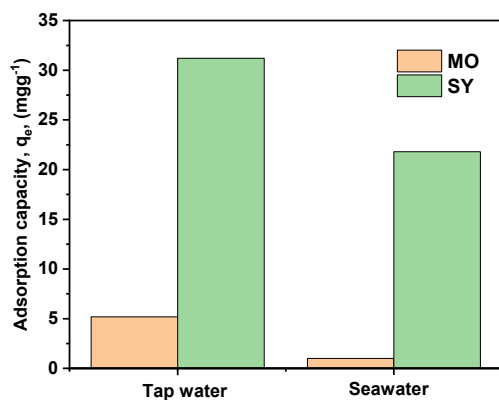 Adsorption capacity, qₑ, (mgg⁻¹)
35
30
25
20
15
10
5
0
MO
SY
Tap water
Seawater